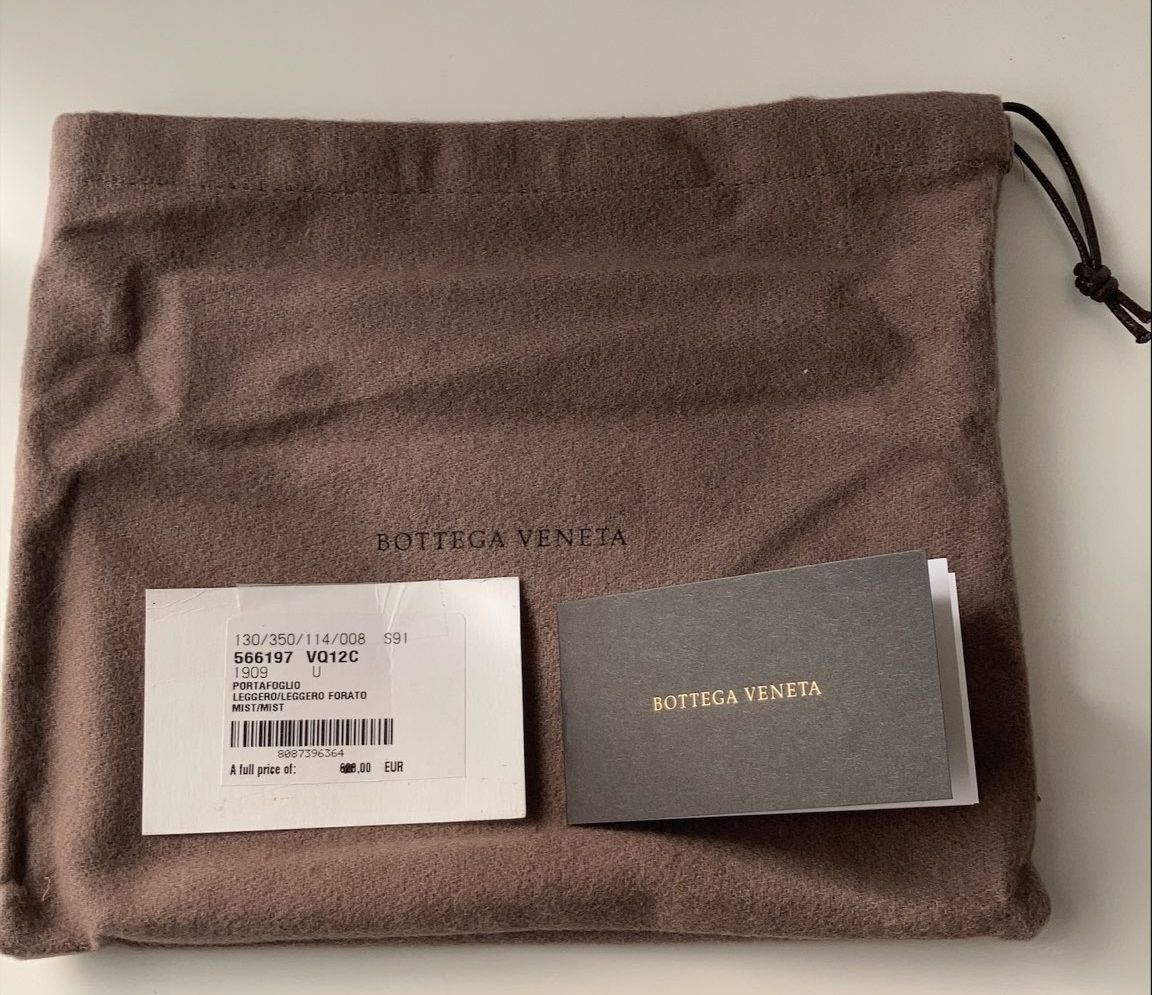 BOTTEGA VENETA
130/350/114/008 S91
566197 VQ12C
1909 U
PORTAFOGLIO
LEGGERO/LEGGERO FORATO
MIST/MIST
8087396364
A full price of: ,00 EUR
BOTTEGA VENETA